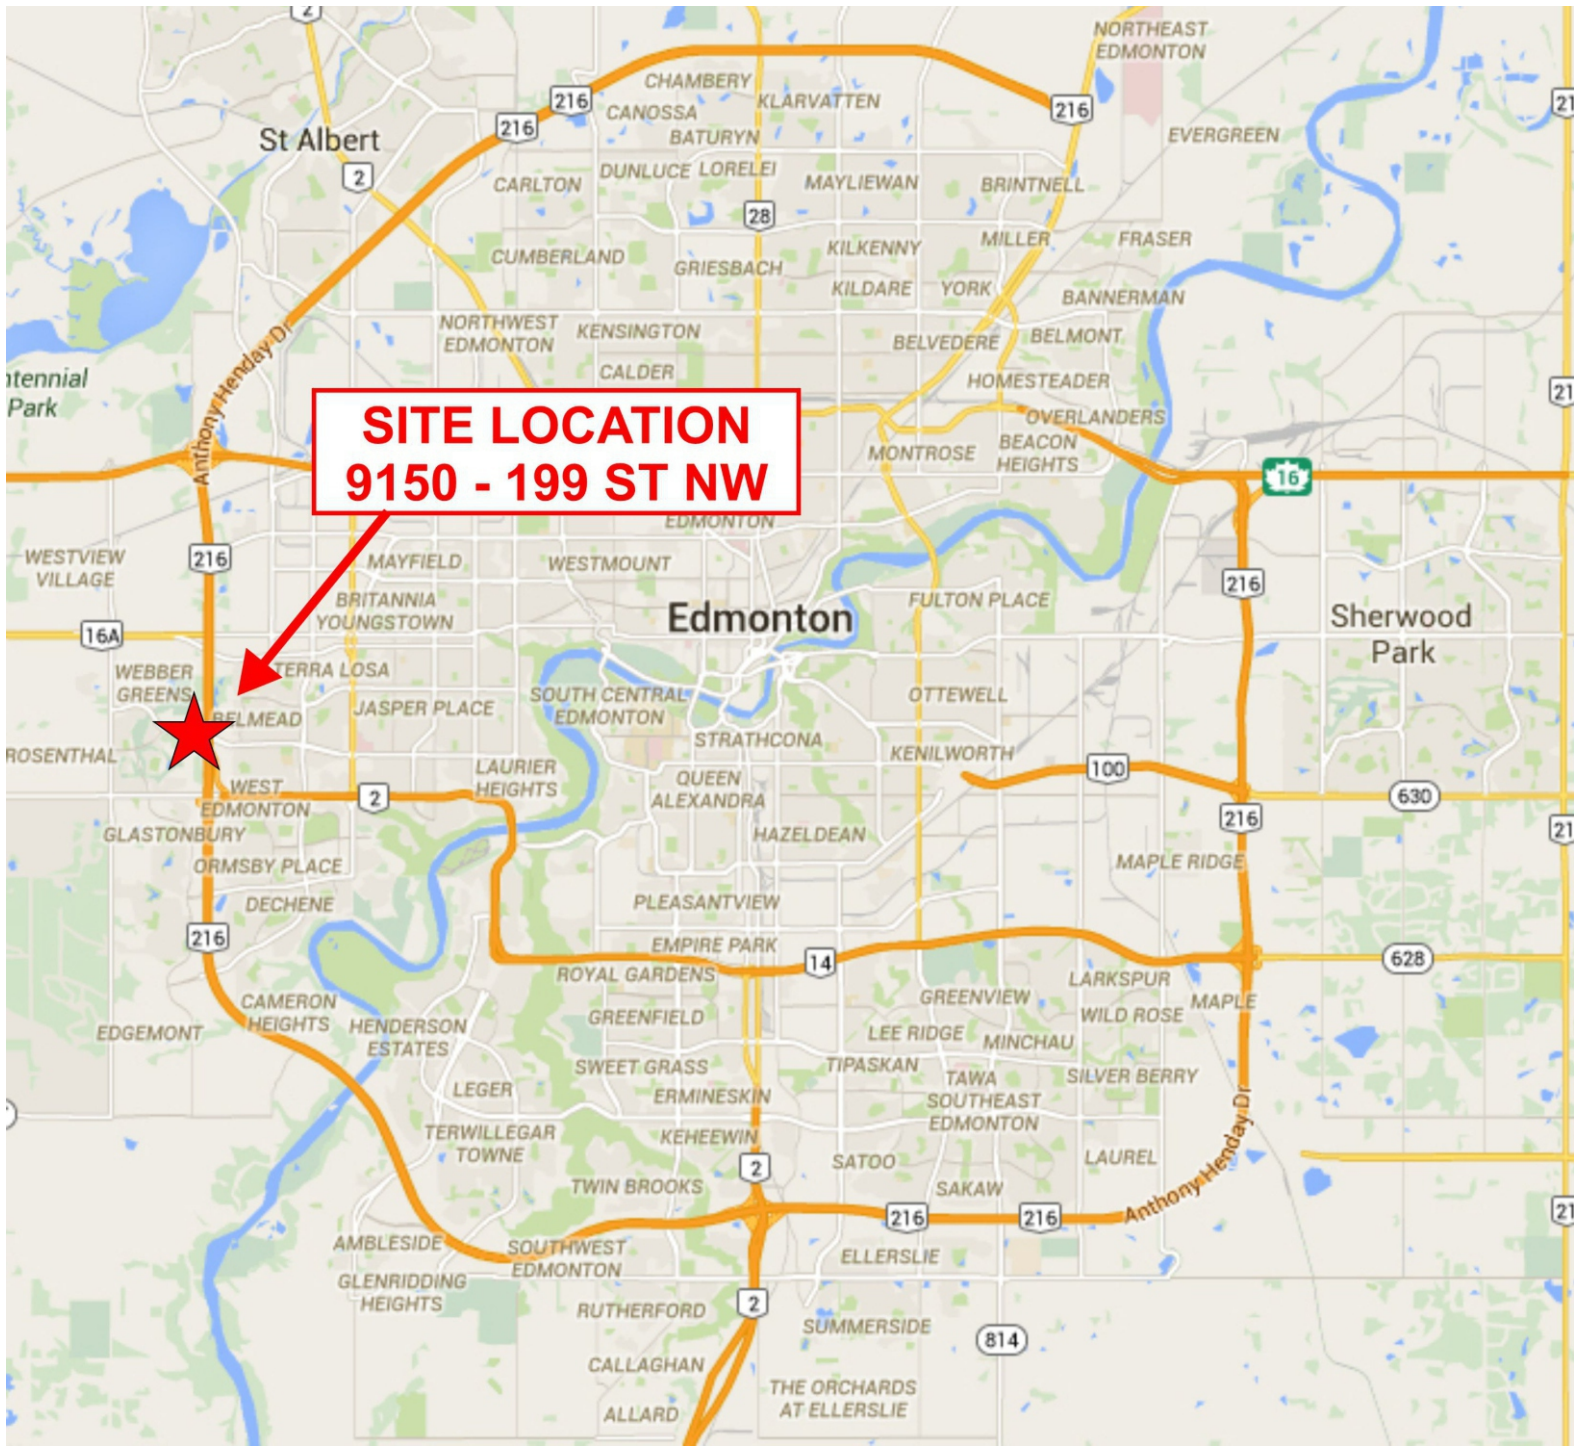 2
NORTHEAST
EDMONTON
CHAMBERY
216
CANOSSA
KLARVATTEN
216
21
216
BATURYN
EVERGREEN
St Albert
2
CARLTON
DUNLUCE
LORELEI
MAYLIEWAN
BRINTNELL
28
CUMBERLAND
GRIESBACH
KILKENNY
MILLER
FRASER
KILDARE
YORK
BANNERMAN
Anthony Henday Dr
NORTHWEST
EDMONTON
KENSINGTON
BELVEDERE
BELMONT
CALDER
HOMESTEADER
ntennial
Park
21
SITE LOCATION
9150 - 199 ST NW
OVERLANDERS
MONTROSE
BEACON
HEIGHTS
16
EDMONTON
WESTVIEW
VILLAGE
216
MAYFIELD
WESTMOUNT
216
BRITANNIA
YOUNGSTOWN
Edmonton
FULTON PLACE
Sherwood
Park
16A
WEBBER
GREENS
TERRA LOSA
BELMEAD
JASPER PLACE
SOUTH CENTRAL
EDMONTON
OTTEWELL
ROSENTHAL
STRATHCONA
KENILWORTH
WEST
EDMONTON
2
LAURIER
HEIGHTS
QUEEN
ALEXANDRA
100
630
216
21
GLASTONBURY
HAZELDEAN
ORMSBY PLACE
MAPLE RIDGE
DECHENE
PLEASANTVIEW
216
EMPIRE PARK
14
628
ROYAL GARDENS
LARKSPUR
CAMERON
HEIGHTS
GREENVIEW
MAPLE
EDGEMONT
HENDERSON
ESTATES
GREENFIELD
LEE RIDGE
WILD ROSE
MINCHAU
SWEET GRASS
TIPASKAN
LEGER
ERMINESKIN
TAWA
SILVER BERRY
SOUTHEAST
EDMONTON
TERWILLEGAR
TOWNE
KEHEEWIN
2
SATOO
LAUREL
Anthony Henday Dr
TWIN BROOKS
SAKAW
216
216
21
AMBLESIDE
SOUTHWEST
EDMONTON
ELLERSLIE
GLENRIDDING
HEIGHTS
RUTHERFORD
2
SUMMERSIDE
814
CALLAGHAN
THE ORCHARDS
AT ELLERSLIE
ALLARD